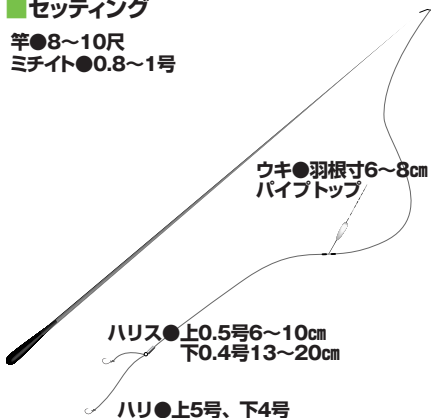 ■セッティング
竿●8〜10尺
ミチイト●0.8〜1号
ウキ●羽根寸6〜8㎝
パイプトップ
ハリス●上0.5号6〜10㎝
下0.4号13〜20㎝
ハリ●上5号、下4号